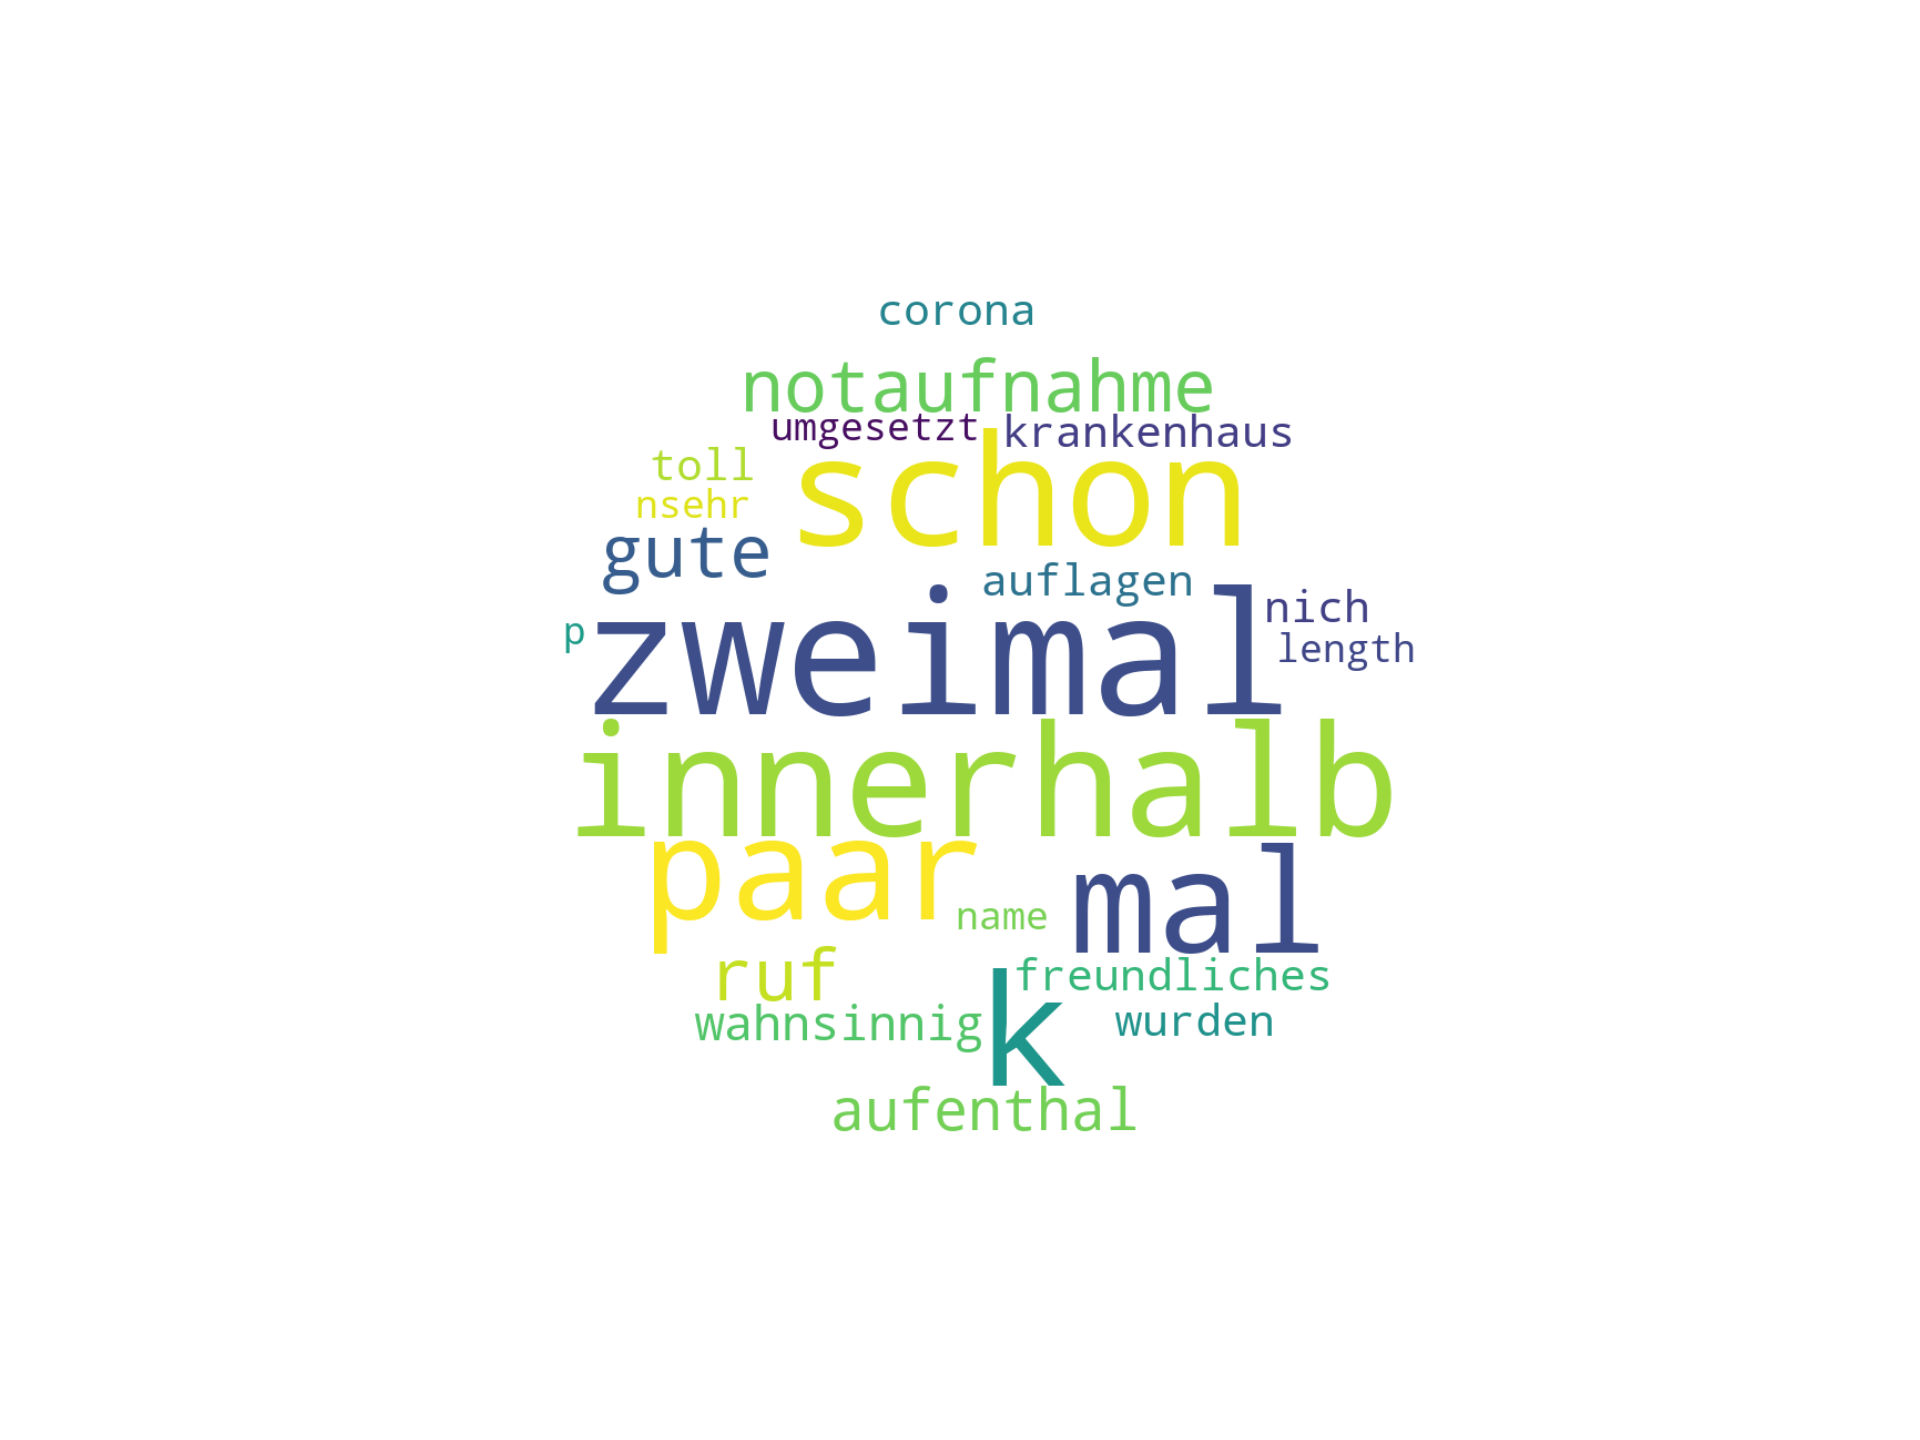 corona
notaufnahme
umgesetzt krankenhaus
toll schon
nsehr
gute
auflagen
p zweimal nich
length
innerhalb
paar mal
name
ruf freundliches
wahnsinnig k wurden
aufenthal